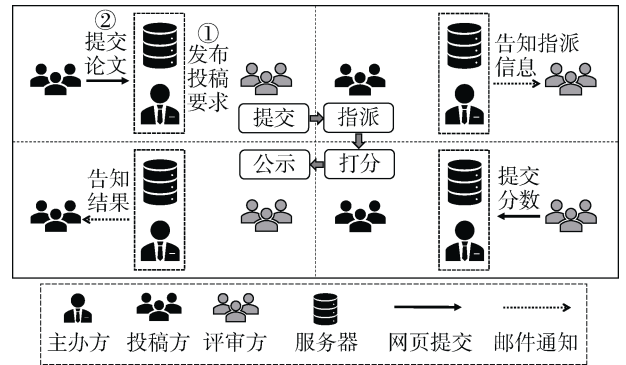 ②
提交
论文
①
发布
投稿
要求
告知指派
信息
提交
指派
公示
打分
告知
结果
提交
分数
主办方
投稿方
评审方
服务器
网页提交
邮件通知